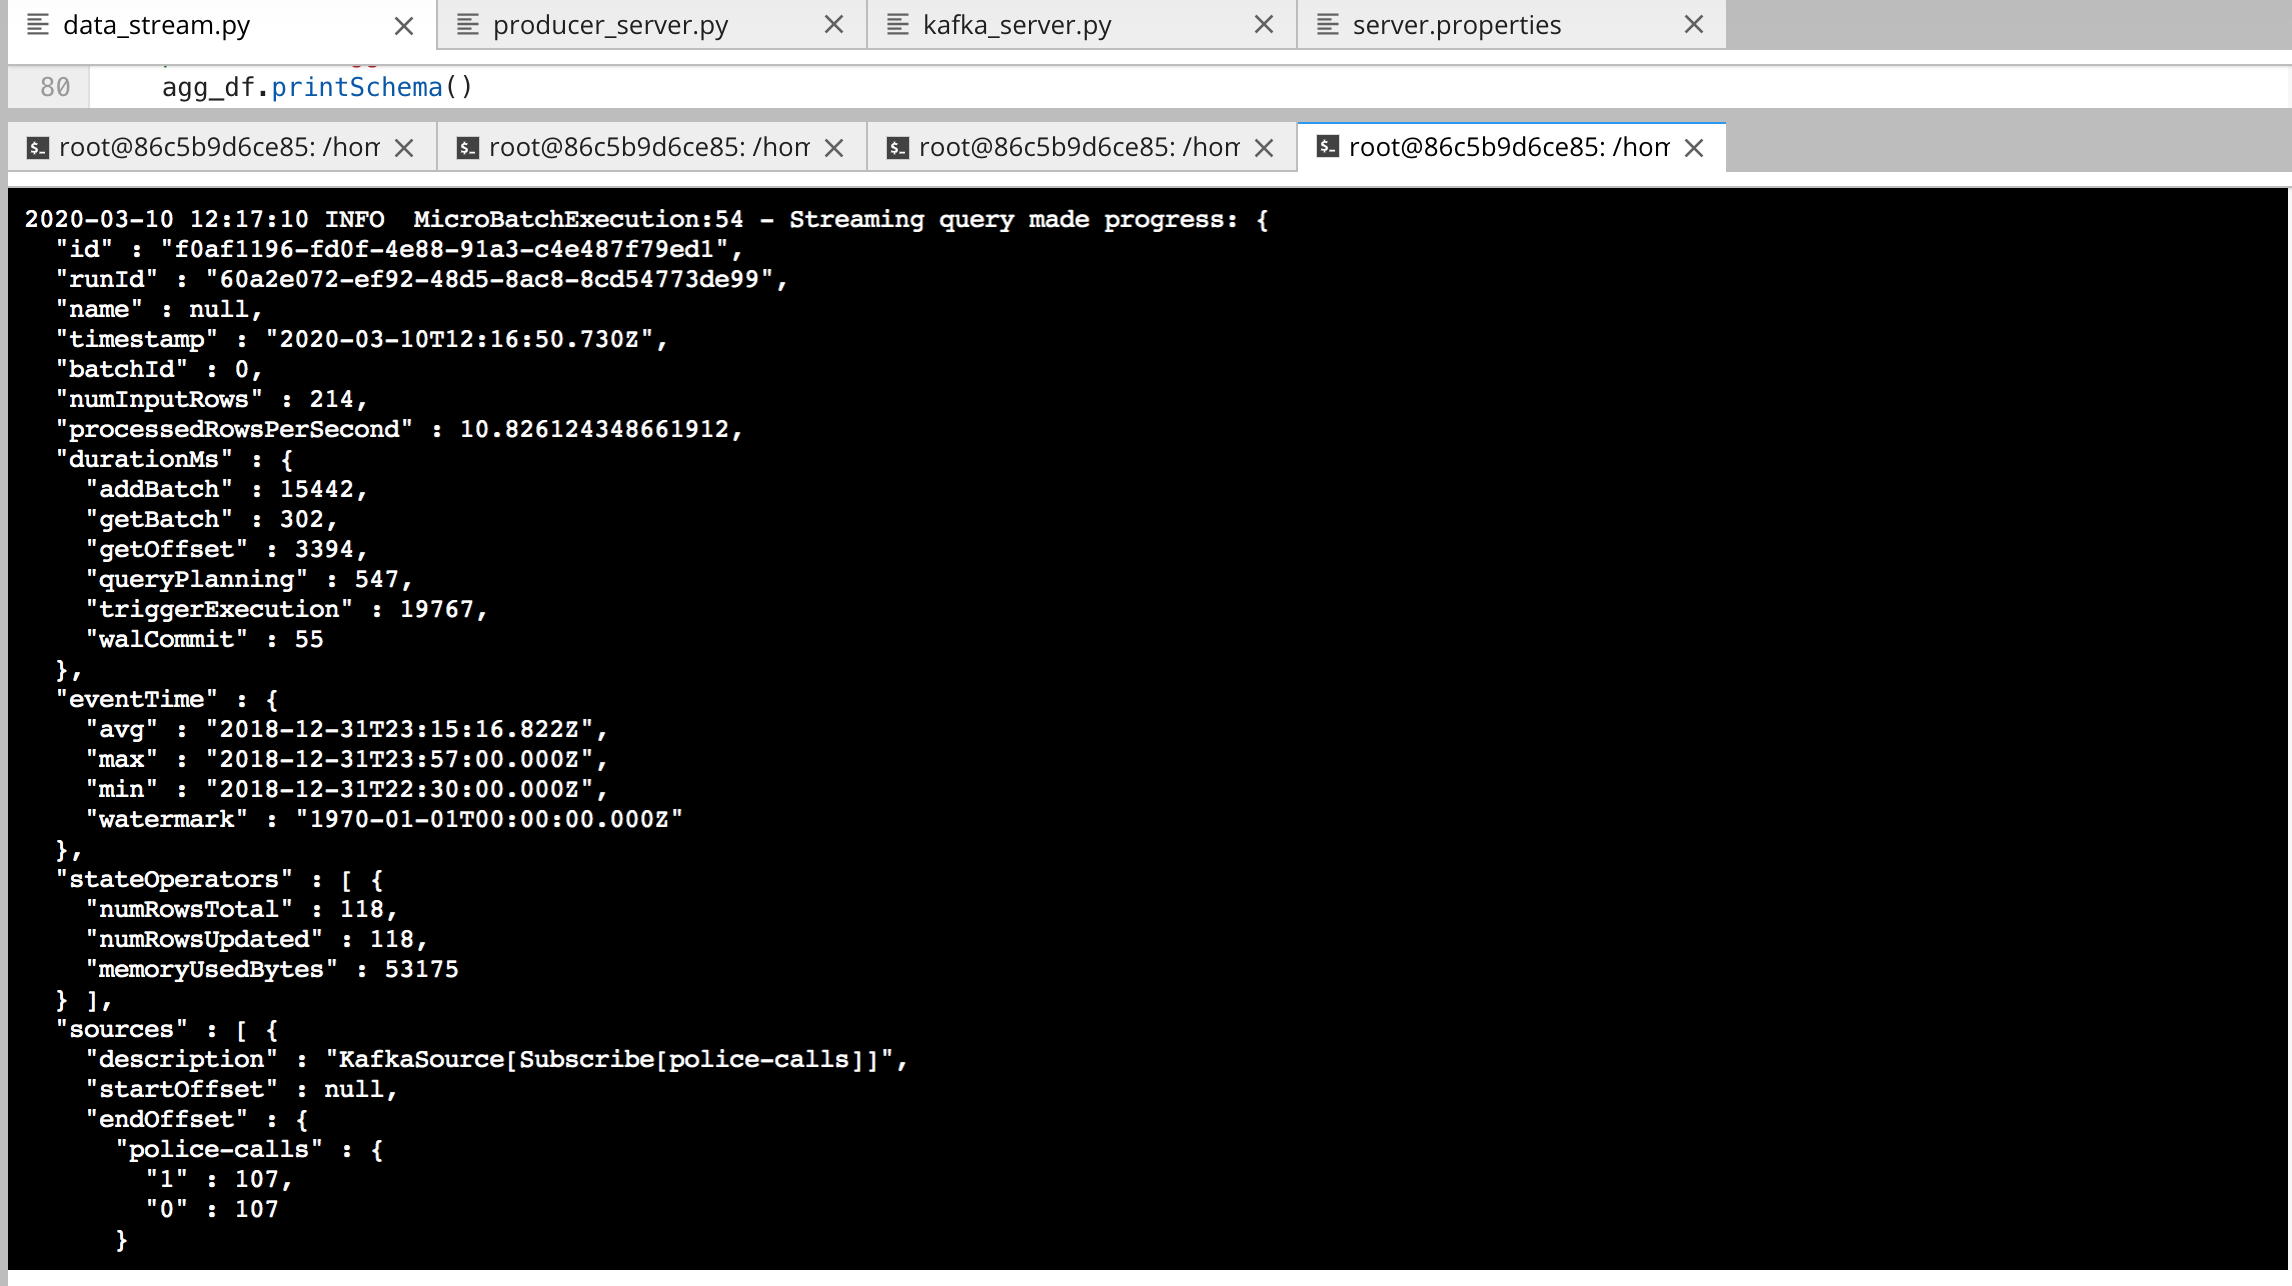 data_stream.py
producer_server.py
kafka_server.py
server.properties
80 agg_df.printSchema()
root@86c5b9d6ce85: /hom
root@86c5b9d6ce85: /hom
root@86c5b9d6ce85: /hom
root@86c5b9d6ce85: /hom
2020-03-10 12:17:10 INFO  MicroBatchExecution:54 - Streaming query made progress: {
  "id" : "f0af1196-fd0f-4e88-91a3-c4e487f79ed1",
  "runId" : "60a2e072-ef92-48d5-8ac8-8cd54773de99",
  "name" : null,
  "timestamp" : "2020-03-10T12:16:50.730Z",
  "batchId" : 0,
  "numInputRows" : 214,
  "processedRowsPerSecond" : 10.826124348661912,
  "durationMs" : {
    "addBatch" : 15442,
    "getBatch" : 302,
    "getOffset" : 3394,
    "queryPlanning" : 547,
    "triggerExecution" : 19767,
    "walCommit" : 55
  },
  "eventTime" : {
    "avg" : "2018-12-31T23:15:16.822Z",
    "max" : "2018-12-31T23:57:00.000Z",
    "min" : "2018-12-31T22:30:00.000Z",
    "watermark" : "1970-01-01T00:00:00.000Z"
  },
  "stateOperators" : [ {
    "numRowsTotal" : 118,
    "numRowsUpdated" : 118,
    "memoryUsedBytes" : 53175
  } ],
  "sources" : [ {
    "description" : "KafkaSource[Subscribe[police-calls]]",
    "startOffset" : null,
    "endOffset" : {
      "police-calls" : {
        "1" : 107,
        "0" : 107
      }